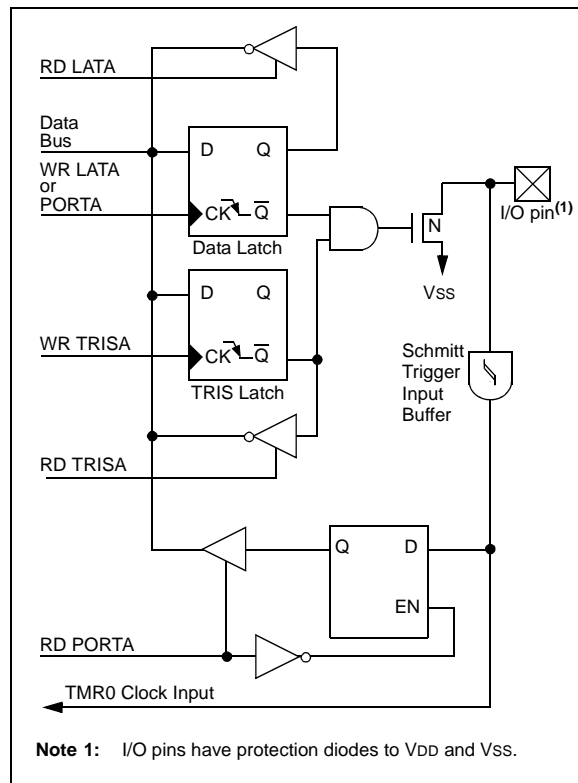 RD LATA
Data
Bus
D Q
WR LATA
or
PORTA
CK Q
Data Latch
N
I/O pin(1)
VSS
D Q
WR TRISA
CK Q
TRIS Latch
Schmitt
Trigger
Input
Buffer
RD TRISA
Q D
EN
RD PORTA
TMR0 Clock Input
Note 1: I/O pins have protection diodes to VDD and VSS.